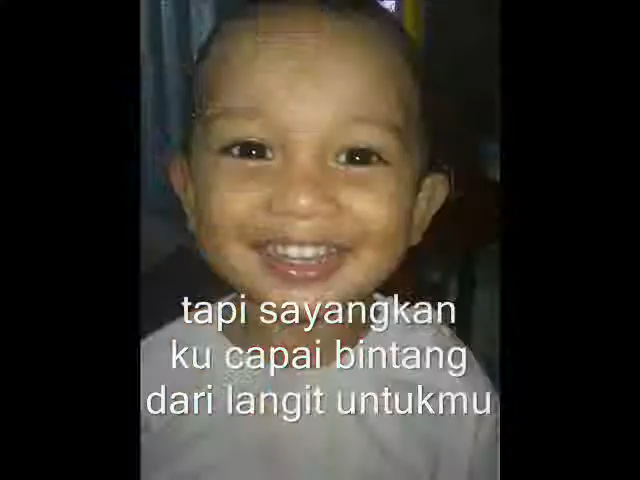 tapi sayangkan
ku capai bintang
dari langit untukmu